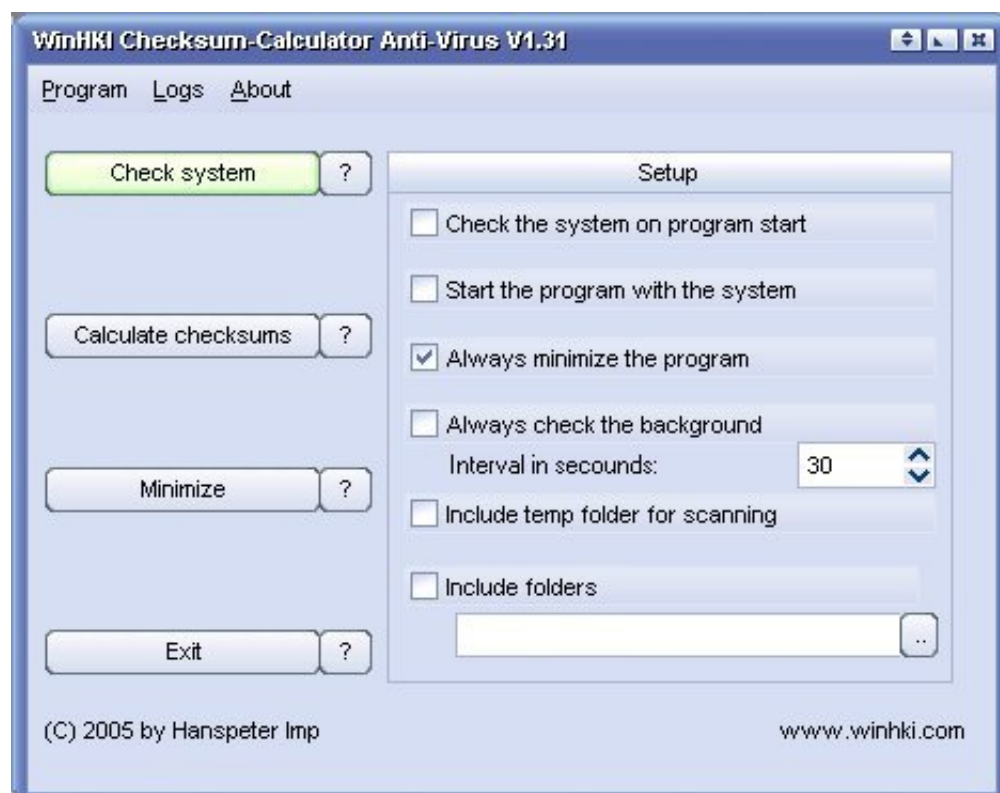 WinHKI Checksum-Calculator Anti-Virus V1.31
Program Logs About
Check system ?
Calculate checksums ?
Minimize ?
Exit ?
Setup
Check the system on program start
Start the program with the system
Always minimize the program
Always check the background
Interval in secounds: 30
Include temp folder for scanning
Include folders
..
(C) 2005 by Hanspeter Imp
www.winhki.com